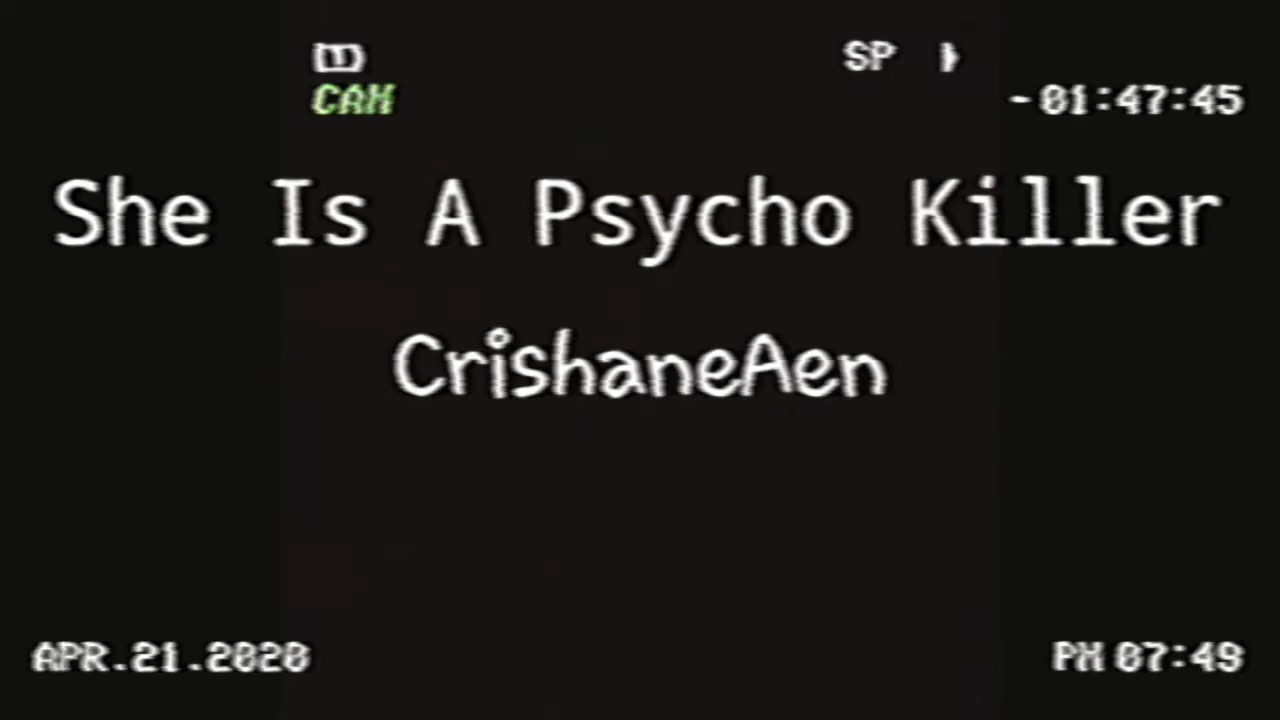 SP
CAM
-01:47:45
She Is A Psycho Killer
CrishaneAen
APR.21.2020
PM 07:49